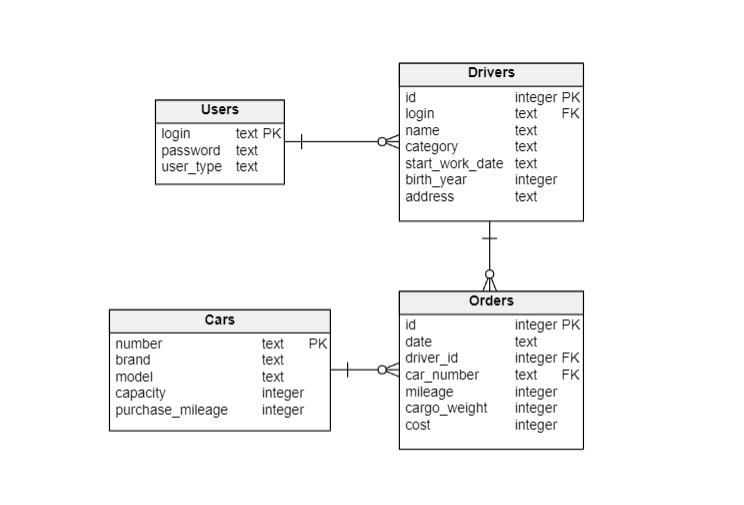 Drivers
id integer PK
login text FK
name text
category text
start_work_date text
birth_year integer
address text
Users
login text PK
password text
user_type text
Orders
id integer PK
date text
driver_id integer FK
car_number text FK
mileage integer
cargo_weight integer
cost integer
Cars
number text PK
brand text
model text
capacity integer
purchase_mileage integer